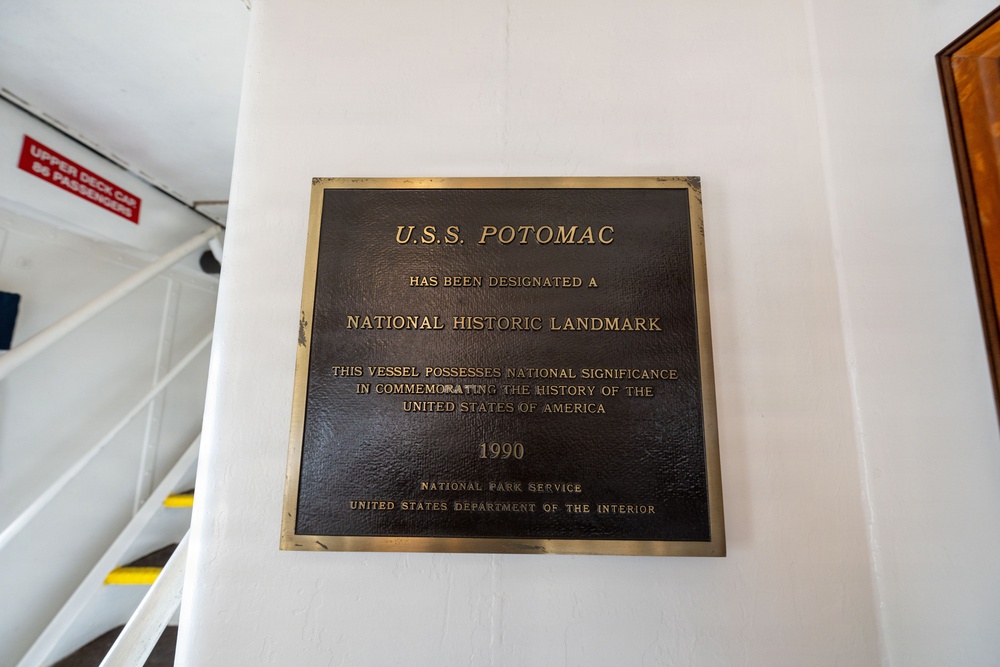 UPPER DECK CAP.
86 PASSENGERS
U.S.S. POTOMAC
HAS BEEN DESIGNATED A
NATIONAL HISTORIC LANDMARK
THIS VESSEL POSSESSES NATIONAL SIGNIFICANCE
IN COMMEMORATING THE HISTORY OF THE
UNITED STATES OF AMERICA
1990
NATIONAL PARK SERVICE
UNITED STATES DEPARTMENT OF THE INTERIOR